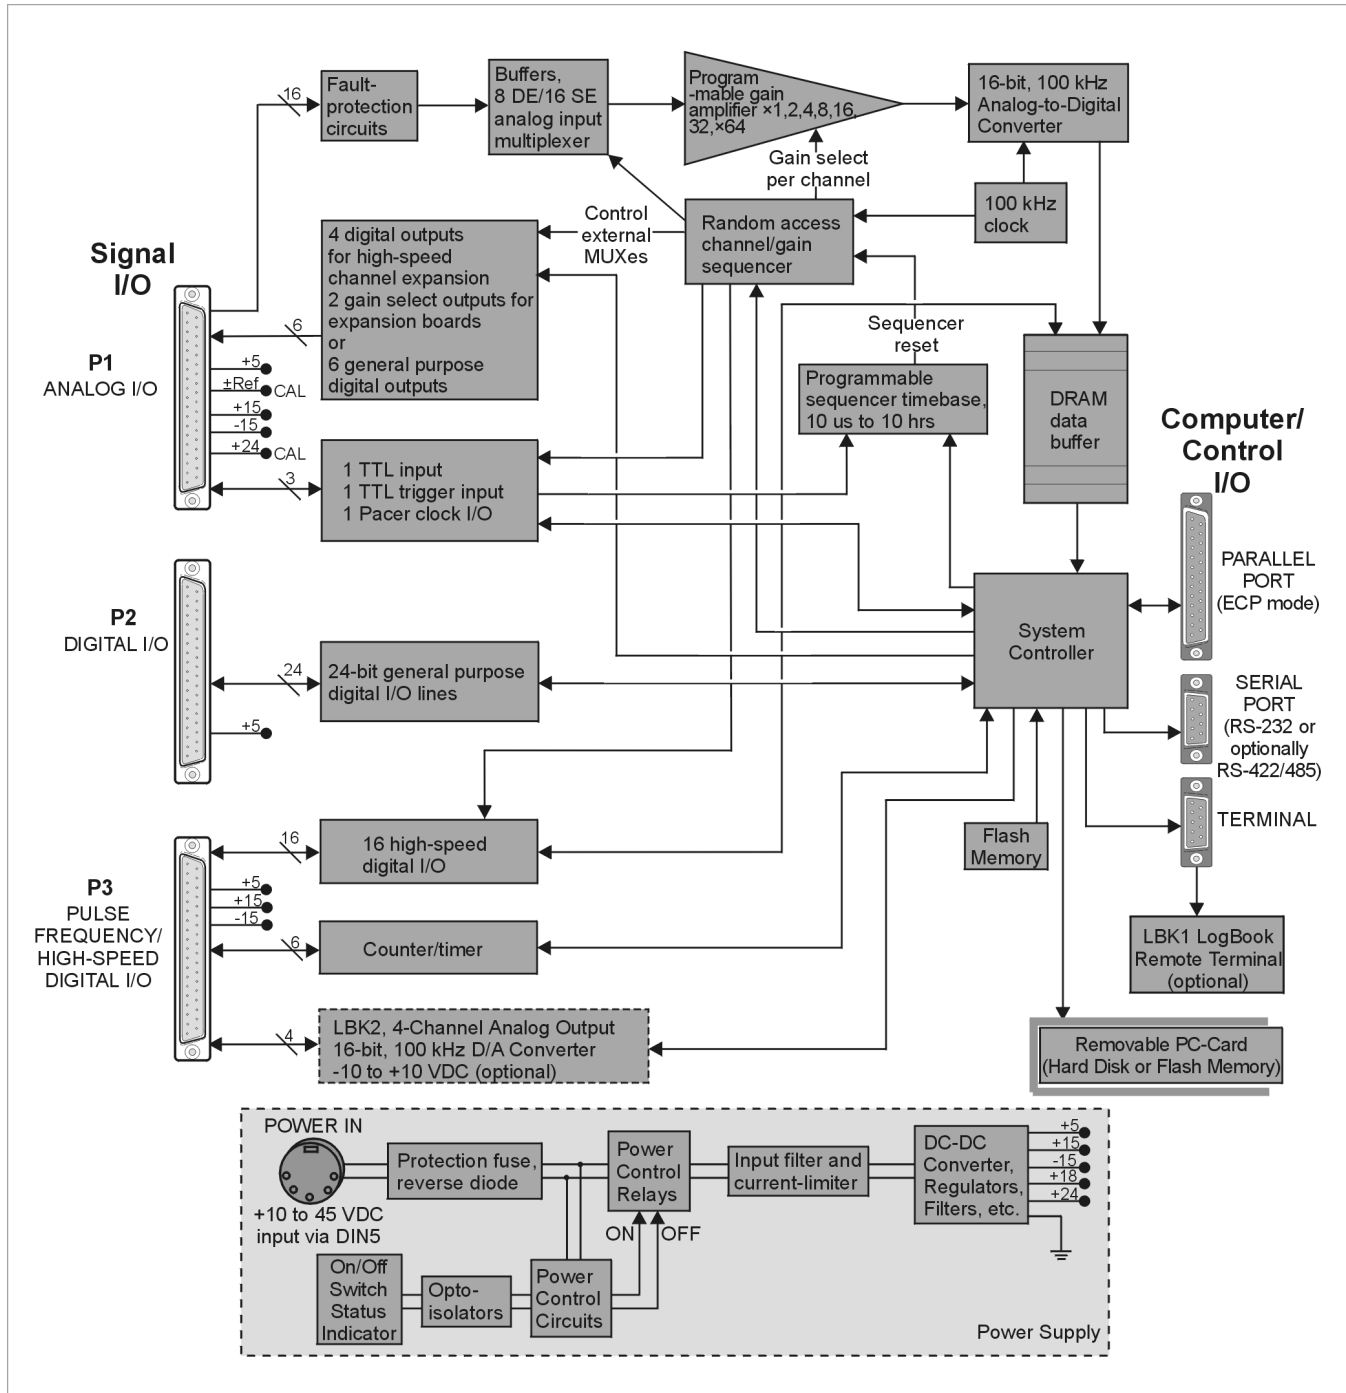 16
Fault-
protection
circuits
Buffers,
8 DE/16 SE
analog input
multiplexer
Program
-mable gain
amplifier ×1,2,4,8,16,
32,×64
16-bit, 100 kHz
Analog-to-Digital
Converter
Gain select
per channel
100 kHz
clock
Control
external
MUXes
Random access
channel/gain
sequencer
Signal
I/O
4 digital outputs
for high-speed
channel expansion
2 gain select outputs for
expansion boards
or
6 general purpose
digital outputs
6
P1
ANALOG I/O
+5
±Ref
CAL
+15
-15
+24
CAL
3
1 TTL input
1 TTL trigger input
1 Pacer clock I/O
Sequencer
reset
Programmable
sequencer timebase,
10 us to 10 hrs
DRAM
data
buffer
Computer/
Control
I/O
PARALLEL
PORT
(ECP mode)
System
Controller
P2
DIGITAL I/O
24
24-bit general purpose
digital I/O lines
+5
SERIAL
PORT
(RS-232 or
optionally
RS-422/485)
TERMINAL
Flash
Memory
16
16 high-speed
digital I/O
P3
PULSE
FREQUENCY/
HIGH-SPEED
DIGITAL I/O
+5
+15
-15
6
Counter/timer
LBK1 LogBook
Remote Terminal
(optional)
4
LBK2, 4-Channel Analog Output
16-bit, 100 kHz D/A Converter
-10 to +10 VDC (optional)
Removable PC-Card
(Hard Disk or Flash Memory)
POWER IN
+10 to 45 VDC
input via DIN5
Protection fuse,
reverse diode
Power
Control
Relays
Input filter and
current-limiter
DC-DC
Converter,
Regulators,
Filters, etc.
+5
+15
-15
+18
+24
ON
OFF
On/Off
Switch
Status
Indicator
Opto-
isolators
Power
Control
Circuits
Power Supply